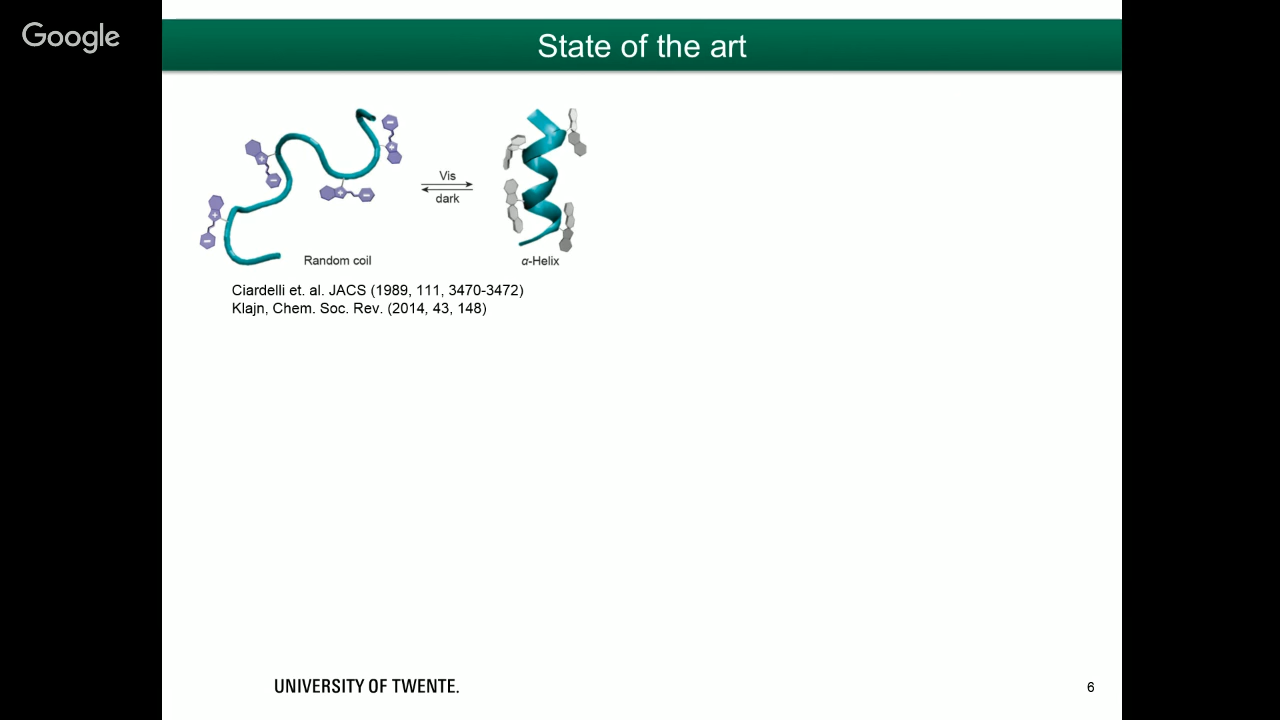 Google
State of the art
Vis
dark
Random coil
α-Helix
Ciardelli et. al. JACS (1989, 111, 3470-3472)
Klajn, Chem. Soc. Rev. (2014, 43, 148)
UNIVERSITY OF TWENTE.
6